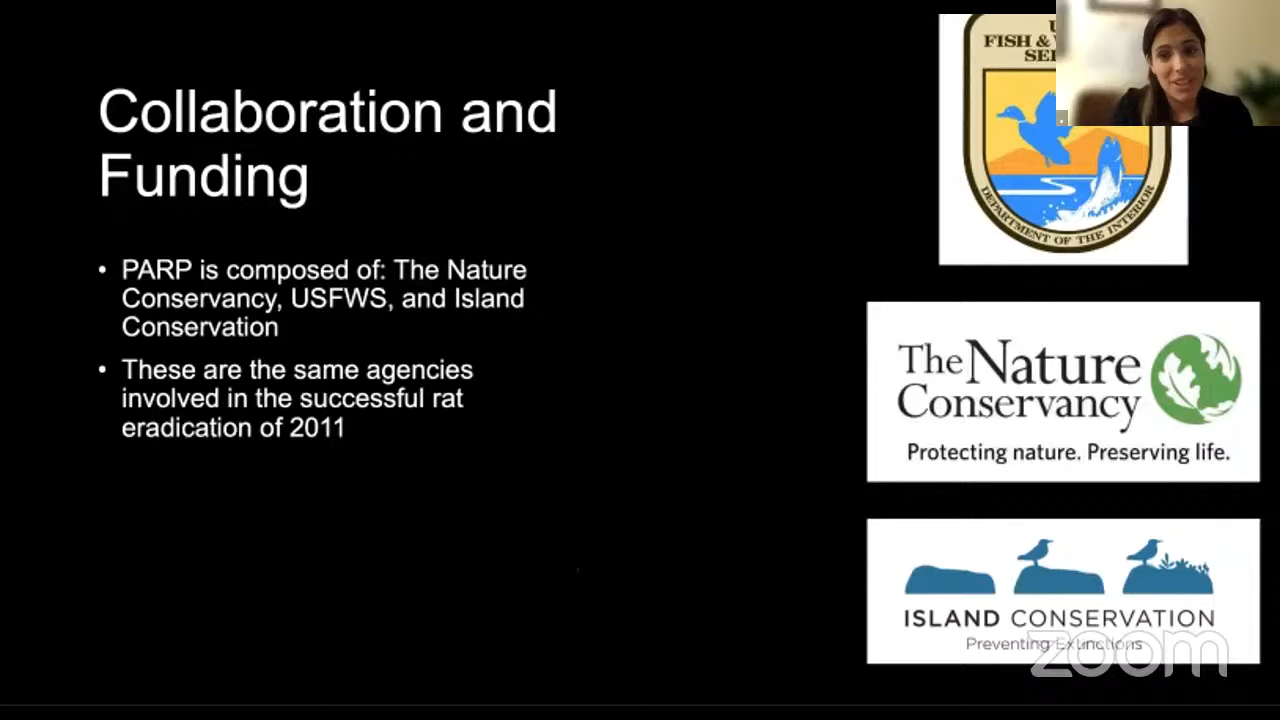 Collaboration and
Funding
• PARP is composed of: The Nature
Conservancy, USFWS, and Island
Conservation
• These are the same agencies
involved in the successful rat
eradication of 2011
FISH &
DEPARTMENT OF THE INTERIOR
The Nature
Conservancy
Protecting nature. Preserving life.
ISLAND CONSERVATION
Preventing Extinctions
zoom